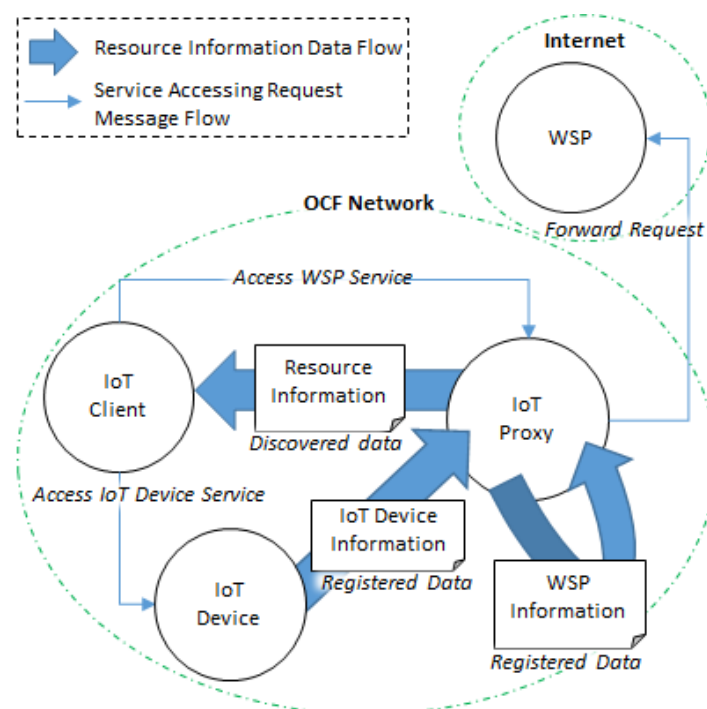 Resource Information Data Flow
Service Accessing Request
Message Flow
Internet
WSP
Forward Request
OCF Network
Access WSP Service
IoT
Client
Resource
Information
Discovered data
IoT
Proxy
Access IoT Device Service
IoT Device
Information
Registered Data
IoT
Device
WSP
Information
Registered Data